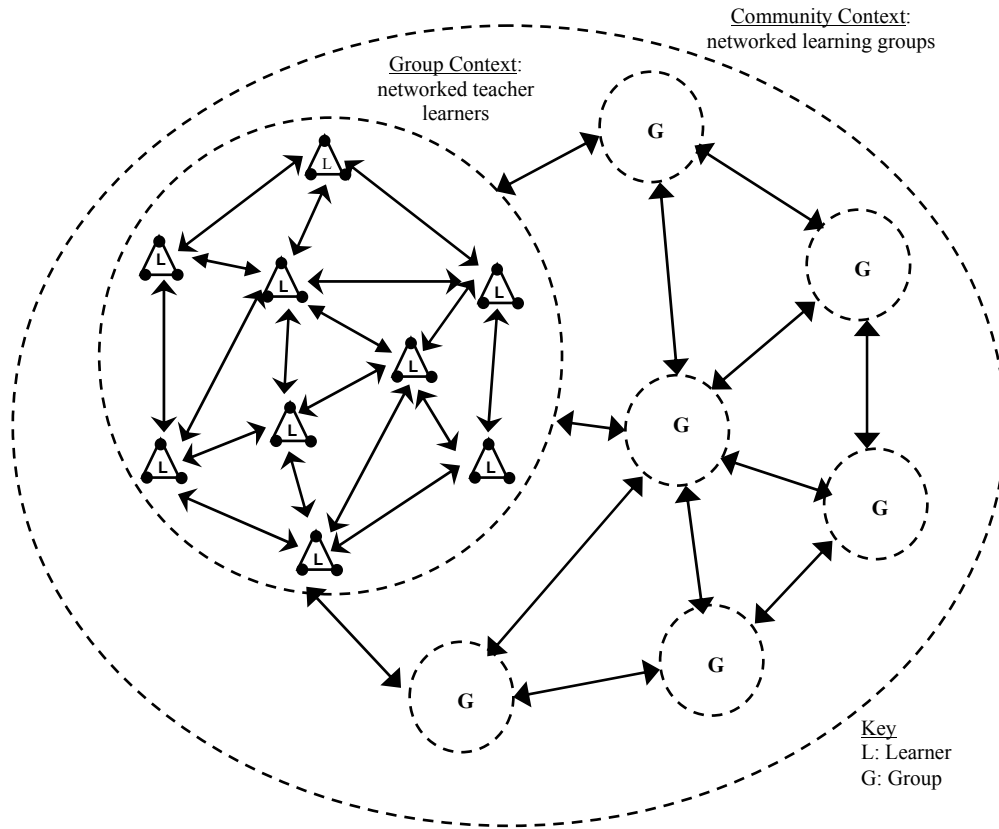 Community Context:
networked learning groups
Group Context:
networked teacher
learners
L
L
L
L
L
L
L
L
L
G
G
G
G
G
G
Key
L: Learner
G: Group